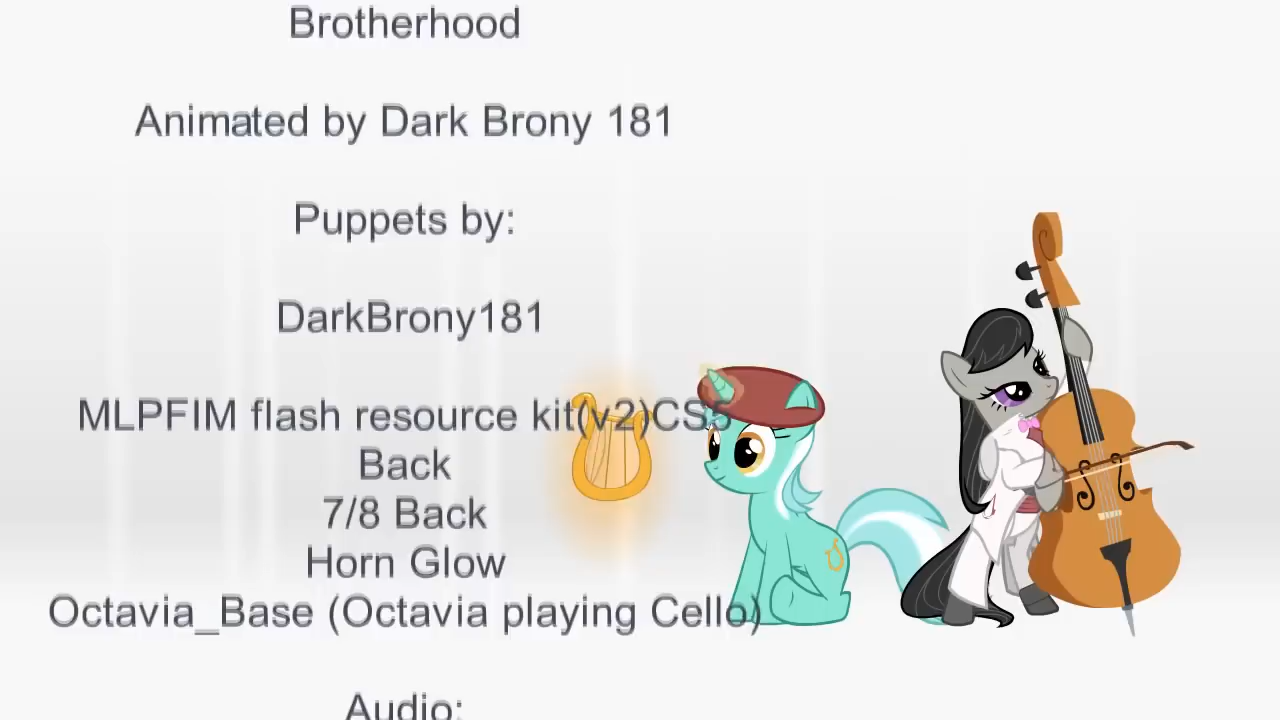 Brotherhood
Animated by Dark Brony 181
Puppets by:
DarkBrony181
MLPFIM flash resource kit(v2)CS5
Back
7/8 Back
Horn Glow
Octavia_Base (Octavia playing Cello)
Audio: